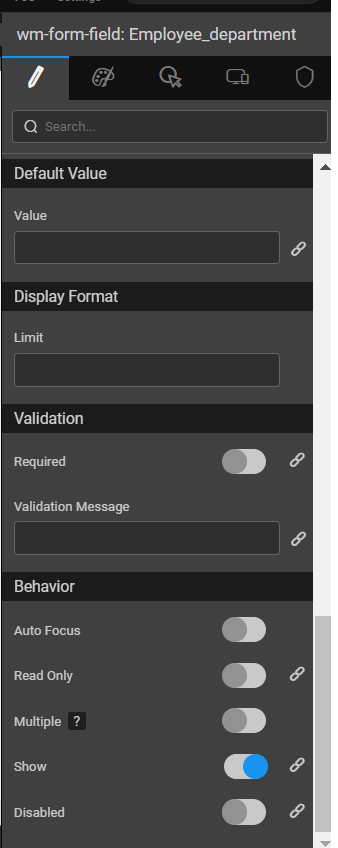 wm-form-field: Employee_department
Search...
Default Value
Value
Display Format
Limit
Validation
Required
Validation Message
Behavior
Auto Focus
Read Only
Multiple ?
Show
Disabled